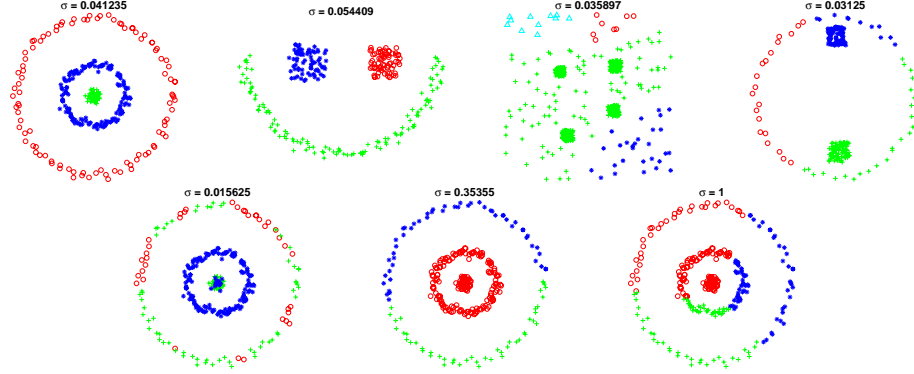 σ = 0.041235
σ = 0.054409
σ = 0.035897
σ = 0.03125
σ = 0.015625
σ = 0.35355
σ = 1